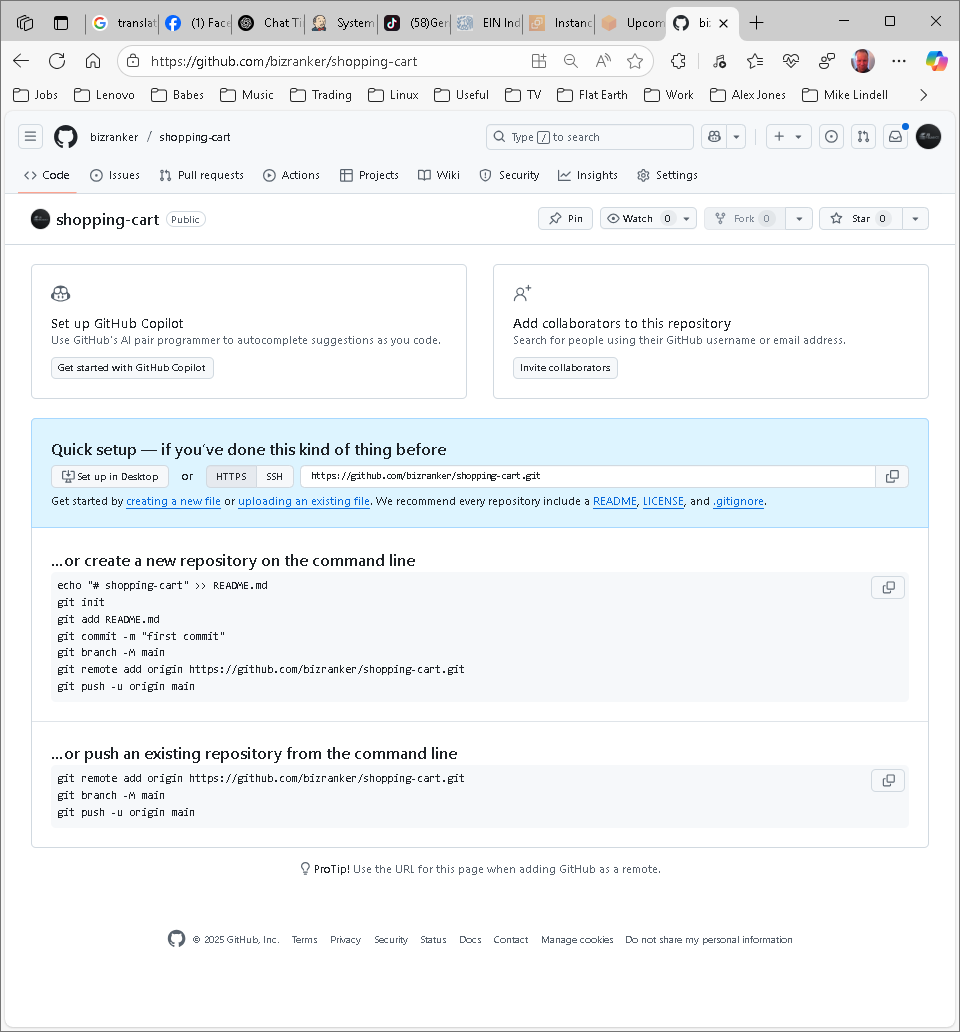 translat (1) Face Chat Ti System (58)Ger EIN Ind Instanc Upcom biz
https://github.com/bizranker/shopping-cart
Jobs Lenovo Babes Music Trading Linux Useful TV Flat Earth Work Alex Jones Mike Lindell
bizranker / shopping-cart Type / to search
Code Issues Pull requests Actions Projects Wiki Security Insights Settings
shopping-cart Public Pin Watch 0 Fork 0 Star 0
Set up GitHub Copilot
Use GitHub's AI pair programmer to autocomplete suggestions as you code.
Get started with GitHub Copilot
Add collaborators to this repository
Search for people using their GitHub username or email address.
Invite collaborators
Quick setup — if you've done this kind of thing before
Set up in Desktop or HTTPS SSH https://github.com/bizranker/shopping-cart.git
Get started by creating a new file or uploading an existing file. We recommend every repository include a README, LICENSE, and .gitignore.
…or create a new repository on the command line
echo "# shopping-cart" >> README.md
git init
git add README.md
git commit -m "first commit"
git branch -M main
git remote add origin https://github.com/bizranker/shopping-cart.git
git push -u origin main
…or push an existing repository from the command line
git remote add origin https://github.com/bizranker/shopping-cart.git
git branch -M main
git push -u origin main
ProTip! Use the URL for this page when adding GitHub as a remote.
© 2025 GitHub, Inc. Terms Privacy Security Status Docs Contact Manage cookies Do not share my personal information